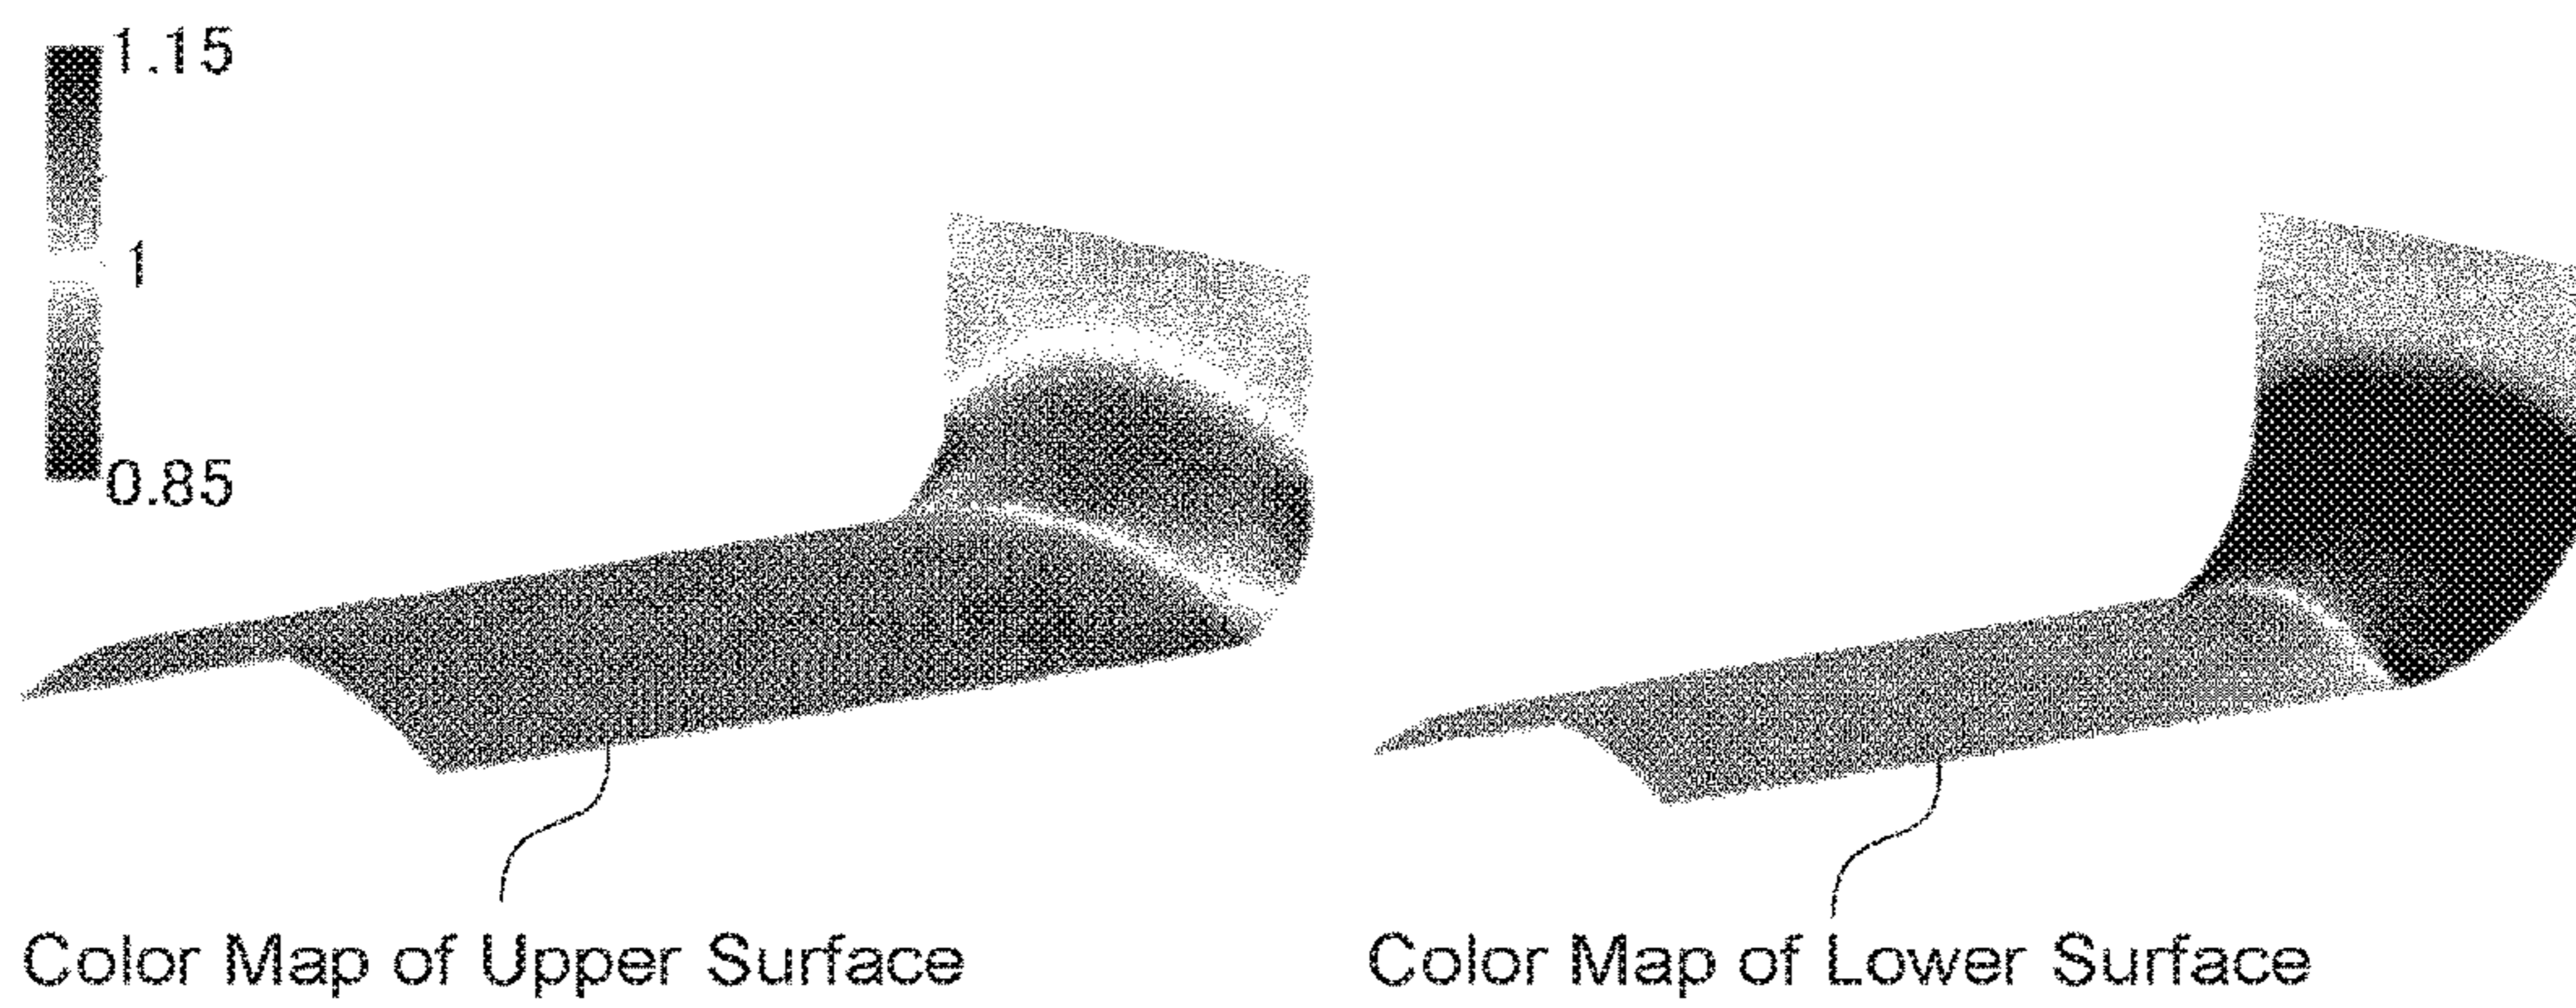 1.15
1
0.85
Color Map of Upper Surface
Color Map of Lower Surface